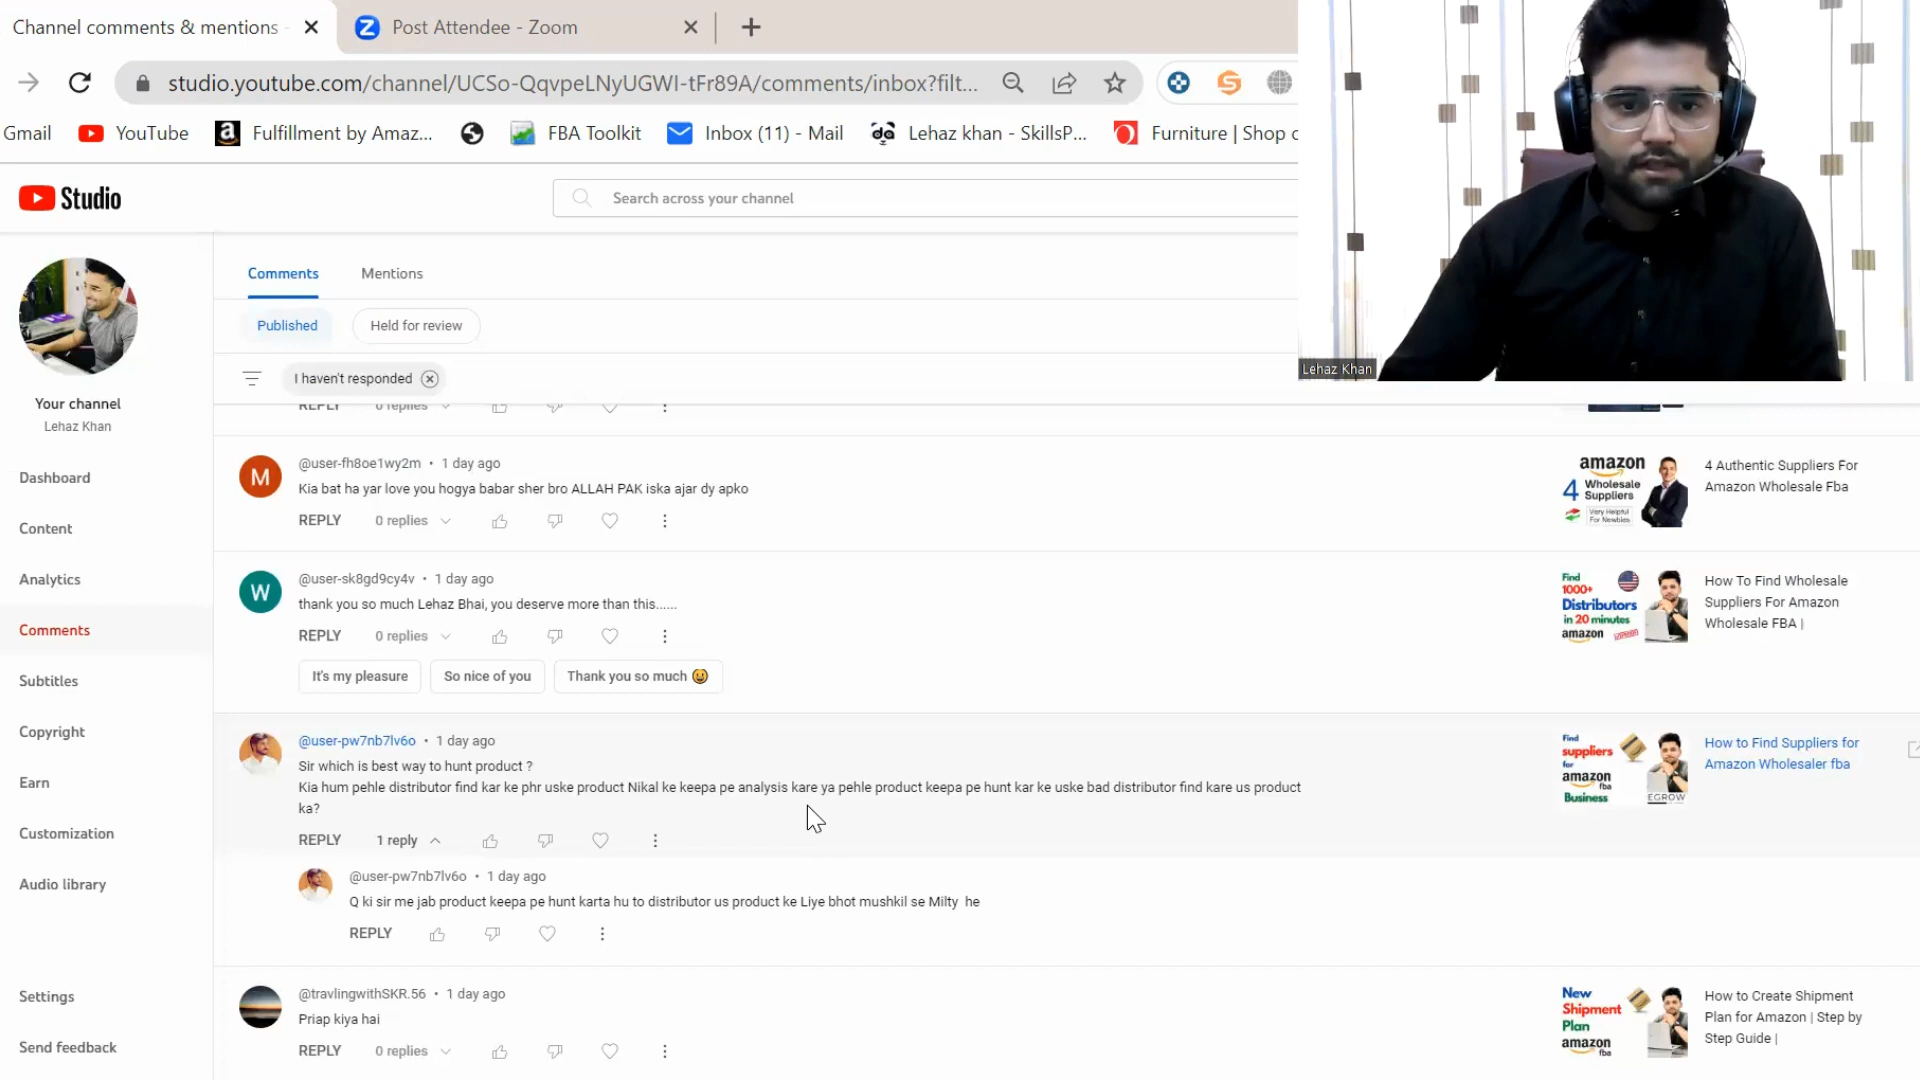 Channel comments & mentions -
Post Attendee - Zoom
studio.youtube.com/channel/UCSo-QqvpeLNyUGWI-tFr89A/comments/inbox?filt...
Gmail
YouTube
Fulfillment by Amaz...
FBA Toolkit
Inbox (11) - Mail
Lehaz khan - SkillsP...
Furniture | Shop
Studio
Search across your channel
Lehaz Khan
Your channel
Lehaz Khan
Dashboard
Content
Analytics
Comments
Subtitles
Copyright
Earn
Customization
Audio library
Settings
Send feedback
Comments
Mentions
Published
Held for review
I haven't responded
REPLY 0 replies
@user-fh8oe1wy2m • 1 day ago
Kia bat ha yar love you hogya babar sher bro ALLAH PAK iska ajar dy apko
REPLY 0 replies
amazon
4 Wholesale
Suppliers
Very Helpful
For Newbies
4 Authentic Suppliers For
Amazon Wholesale Fba
@user-sk8gd9cy4v • 1 day ago
thank you so much Lehaz Bhai, you deserve more than this......
REPLY 0 replies
It's my pleasure
So nice of you
Thank you so much 😀
Find
1000+
Distributors
in 20 minutes
amazon
How To Find Wholesale
Suppliers For Amazon
Wholesale FBA |
@user-pw7nb7lv6o • 1 day ago
Sir which is best way to hunt product ?
Kia hum pehle distributor find kar ke phr uske product Nikal ke keepa pe analysis kare ya pehle product keepa pe hunt kar ke uske bad distributor find kare us product
ka?
REPLY 1 reply
Find
suppliers
for
amazon
fba
Business
EGROW
How to Find Suppliers for
Amazon Wholesaler fba
@user-pw7nb7lv6o • 1 day ago
Q ki sir me jab product keepa pe hunt karta hu to distributor us product ke Liye bhot mushkil se Milty he
REPLY
@travlingwithSKR.56 • 1 day ago
Priap kiya hai
REPLY 0 replies
New
Shipment
Plan
amazon
fba
How to Create Shipment
Plan for Amazon | Step by
Step Guide |